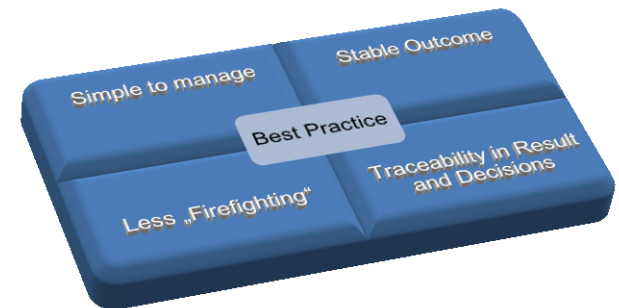 Simple to manage
Stable Outcome
Best Practice
Less „Firefighting“
Traceability in Result
and Decisions